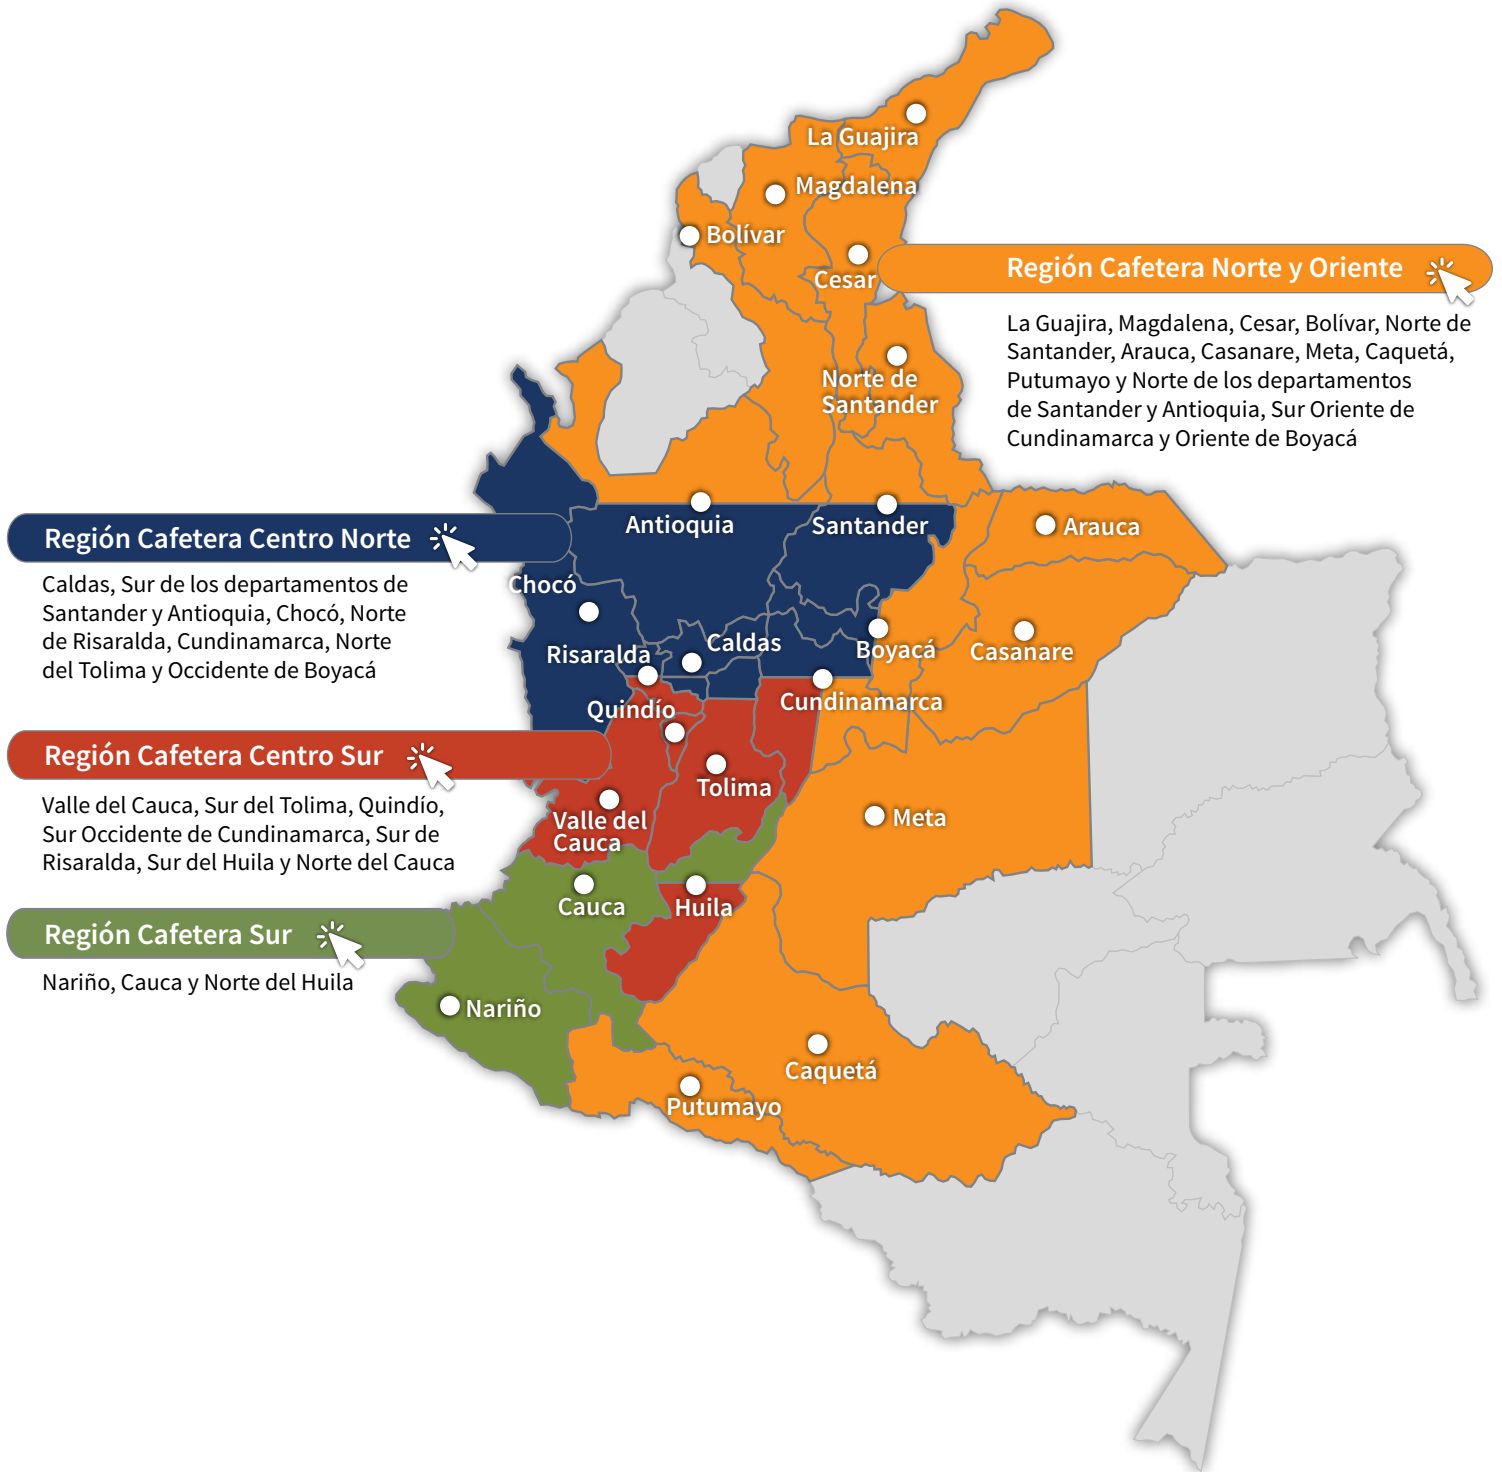 La Guajira
Magdalena
Bolívar
Cesar
Región Cafetera Norte y Oriente
La Guajira, Magdalena, Cesar, Bolívar, Norte de
Santander, Arauca, Casanare, Meta, Caquetá,
Putumayo y Norte de los departamentos
de Santander y Antioquia, Sur Oriente de
Cundinamarca y Oriente de Boyacá
Norte de
Santander
Antioquia
Santander
Arauca
Región Cafetera Centro Norte
Caldas, Sur de los departamentos de
Santander y Antioquia, Chocó, Norte
de Risaralda, Cundinamarca, Norte
del Tolima y Occidente de Boyacá
Chocó
Risaralda
Caldas
Boyacá
Casanare
Quindío
Cundinamarca
Región Cafetera Centro Sur
Valle del Cauca, Sur del Tolima, Quindío,
Sur Occidente de Cundinamarca, Sur de
Risaralda, Sur del Huila y Norte del Cauca
Tolima
Valle del
Cauca
Meta
Cauca
Huila
Región Cafetera Sur
Nariño, Cauca y Norte del Huila
Nariño
Caquetá
Putumayo